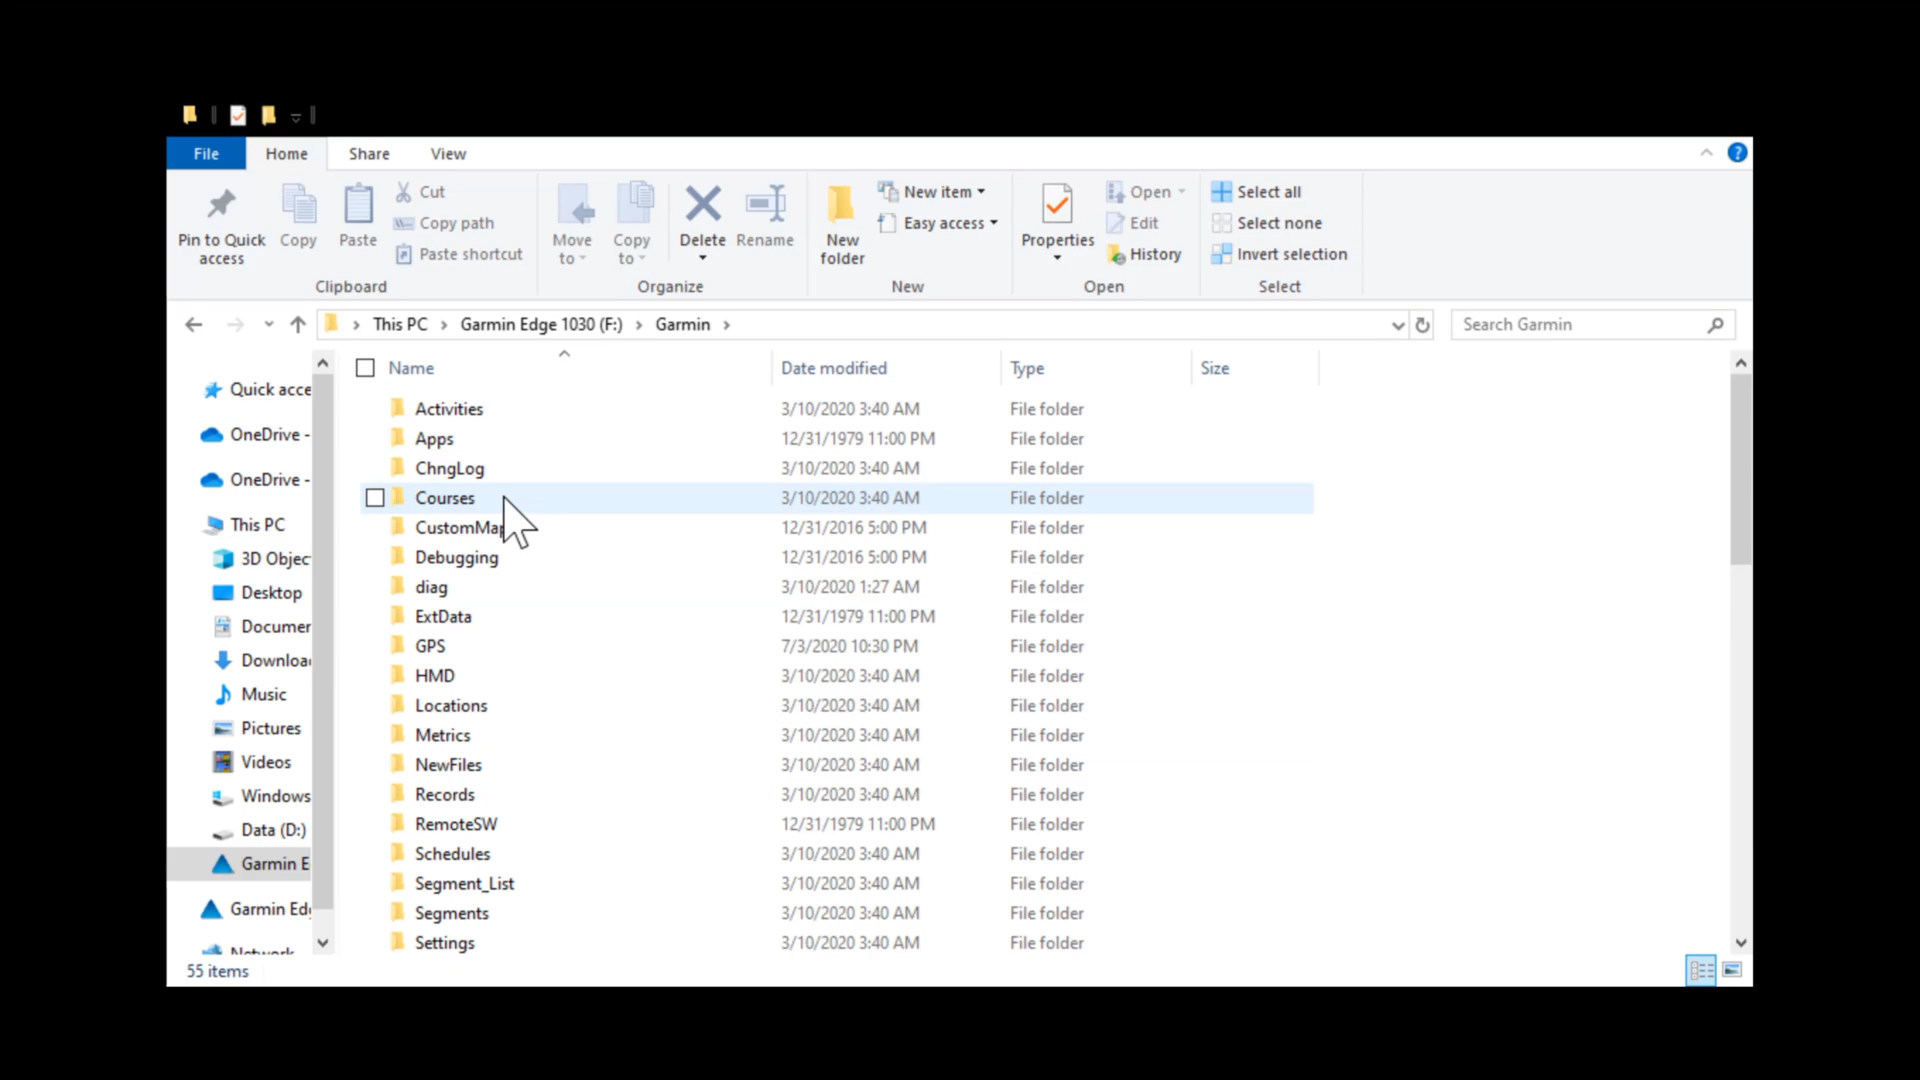 File Home Share View
Pin to Quick access
Copy
Paste
Cut
Copy path
Paste shortcut
Clipboard
Move to
Copy to
Delete
Rename
Organize
New folder
New item
Easy access
New
Properties
Open
Edit
History
Open
Select all
Select none
Invert selection
Select
This PC > Garmin Edge 1030 (F:) > Garmin >
Search Garmin
Quick acce
OneDrive -
OneDrive -
This PC
3D Objec
Desktop
Documen
Downloa
Music
Pictures
Videos
Windows
Data (D:)
Garmin E
Garmin Edg
Network
Name Date modified Type Size
Activities 3/10/2020 3:40 AM File folder
Apps 12/31/1979 11:00 PM File folder
ChngLog 3/10/2020 3:40 AM File folder
Courses 3/10/2020 3:40 AM File folder
CustomMap 12/31/2016 5:00 PM File folder
Debugging 12/31/2016 5:00 PM File folder
diag 3/10/2020 1:27 AM File folder
ExtData 12/31/1979 11:00 PM File folder
GPS 7/3/2020 10:30 PM File folder
HMD 3/10/2020 3:40 AM File folder
Locations 3/10/2020 3:40 AM File folder
Metrics 3/10/2020 3:40 AM File folder
NewFiles 3/10/2020 3:40 AM File folder
Records 3/10/2020 3:40 AM File folder
RemoteSW 12/31/1979 11:00 PM File folder
Schedules 3/10/2020 3:40 AM File folder
Segment_List 3/10/2020 3:40 AM File folder
Segments 3/10/2020 3:40 AM File folder
Settings 3/10/2020 3:40 AM File folder
55 items